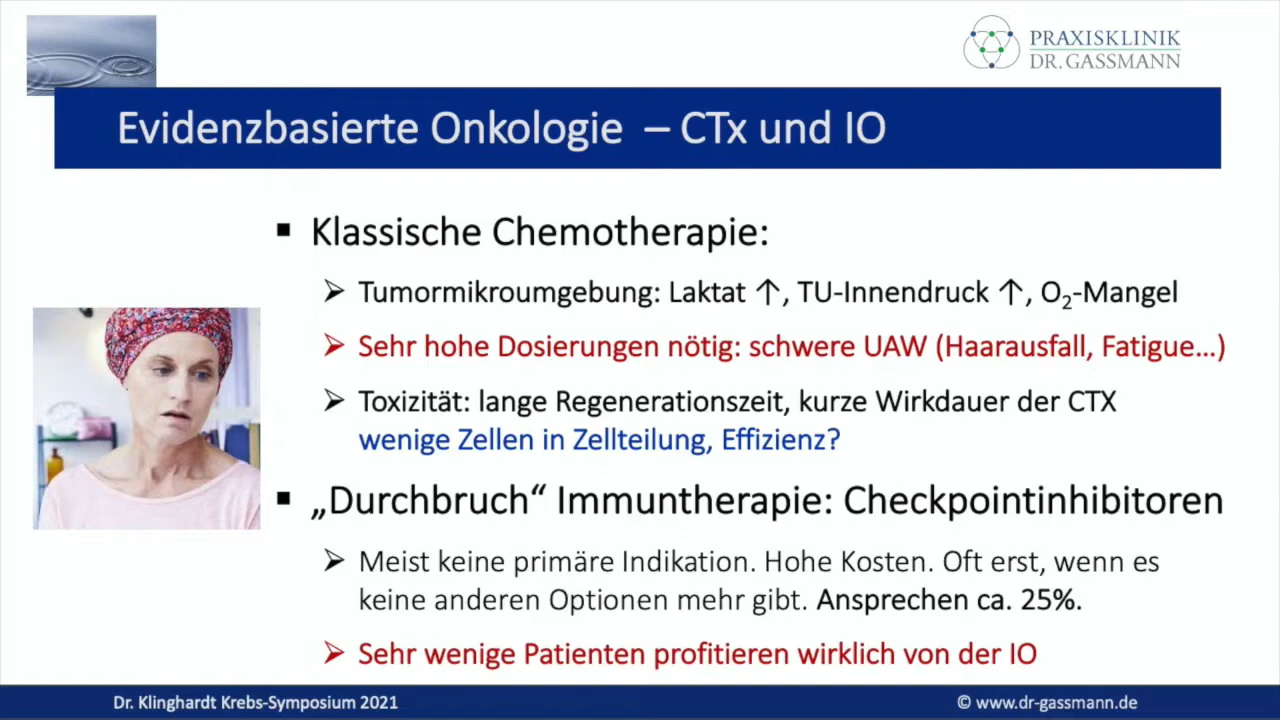 PRAXISKLINIK
DR. GASSMANN
Evidenzbasierte Onkologie – CTx und IO
▪ Klassische Chemotherapie:
➢ Tumormikroumgebung: Laktat ↑, TU-Innendruck ↑, O₂-Mangel
➢ Sehr hohe Dosierungen nötig: schwere UAW (Haarausfall, Fatigue…)
➢ Toxizität: lange Regenerationszeit, kurze Wirkdauer der CTX
wenige Zellen in Zellteilung, Effizienz?
▪ „Durchbruch“ Immuntherapie: Checkpointinhibitoren
➢ Meist keine primäre Indikation. Hohe Kosten. Oft erst, wenn es
keine anderen Optionen mehr gibt. Ansprechen ca. 25%.
➢ Sehr wenige Patienten profitieren wirklich von der IO
Dr. Klinghardt Krebs-Symposium 2021
© www.dr-gassmann.de